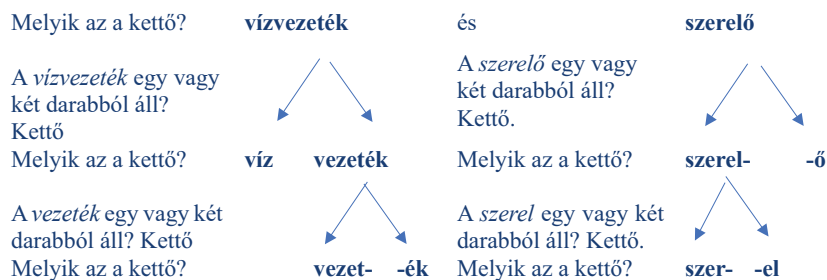 Melyik az a kettő? vízvezeték és szerelő
A vízvezeték egy vagy
két darabból áll?
Kettő
A szerelő egy vagy
két darabból áll?
Kettő.
Melyik az a kettő? víz vezeték Melyik az a kettő? szerel- -ő
A vezeték egy vagy két
darabból áll? Kettő
A szerel egy vagy két
darabból áll? Kettő.
Melyik az a kettő? vezet- -ék Melyik az a kettő? szer- -el